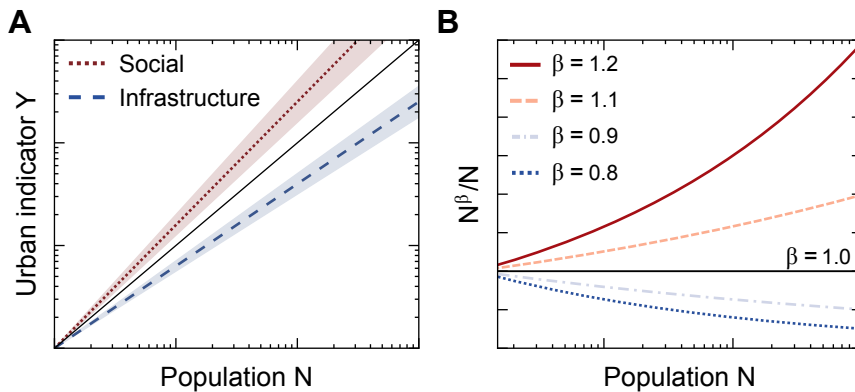 A
Urban indicator Y
Social
Infrastructure
Population N
B
N^β/N
β = 1.2
β = 1.1
β = 0.9
β = 0.8
β = 1.0
Population N